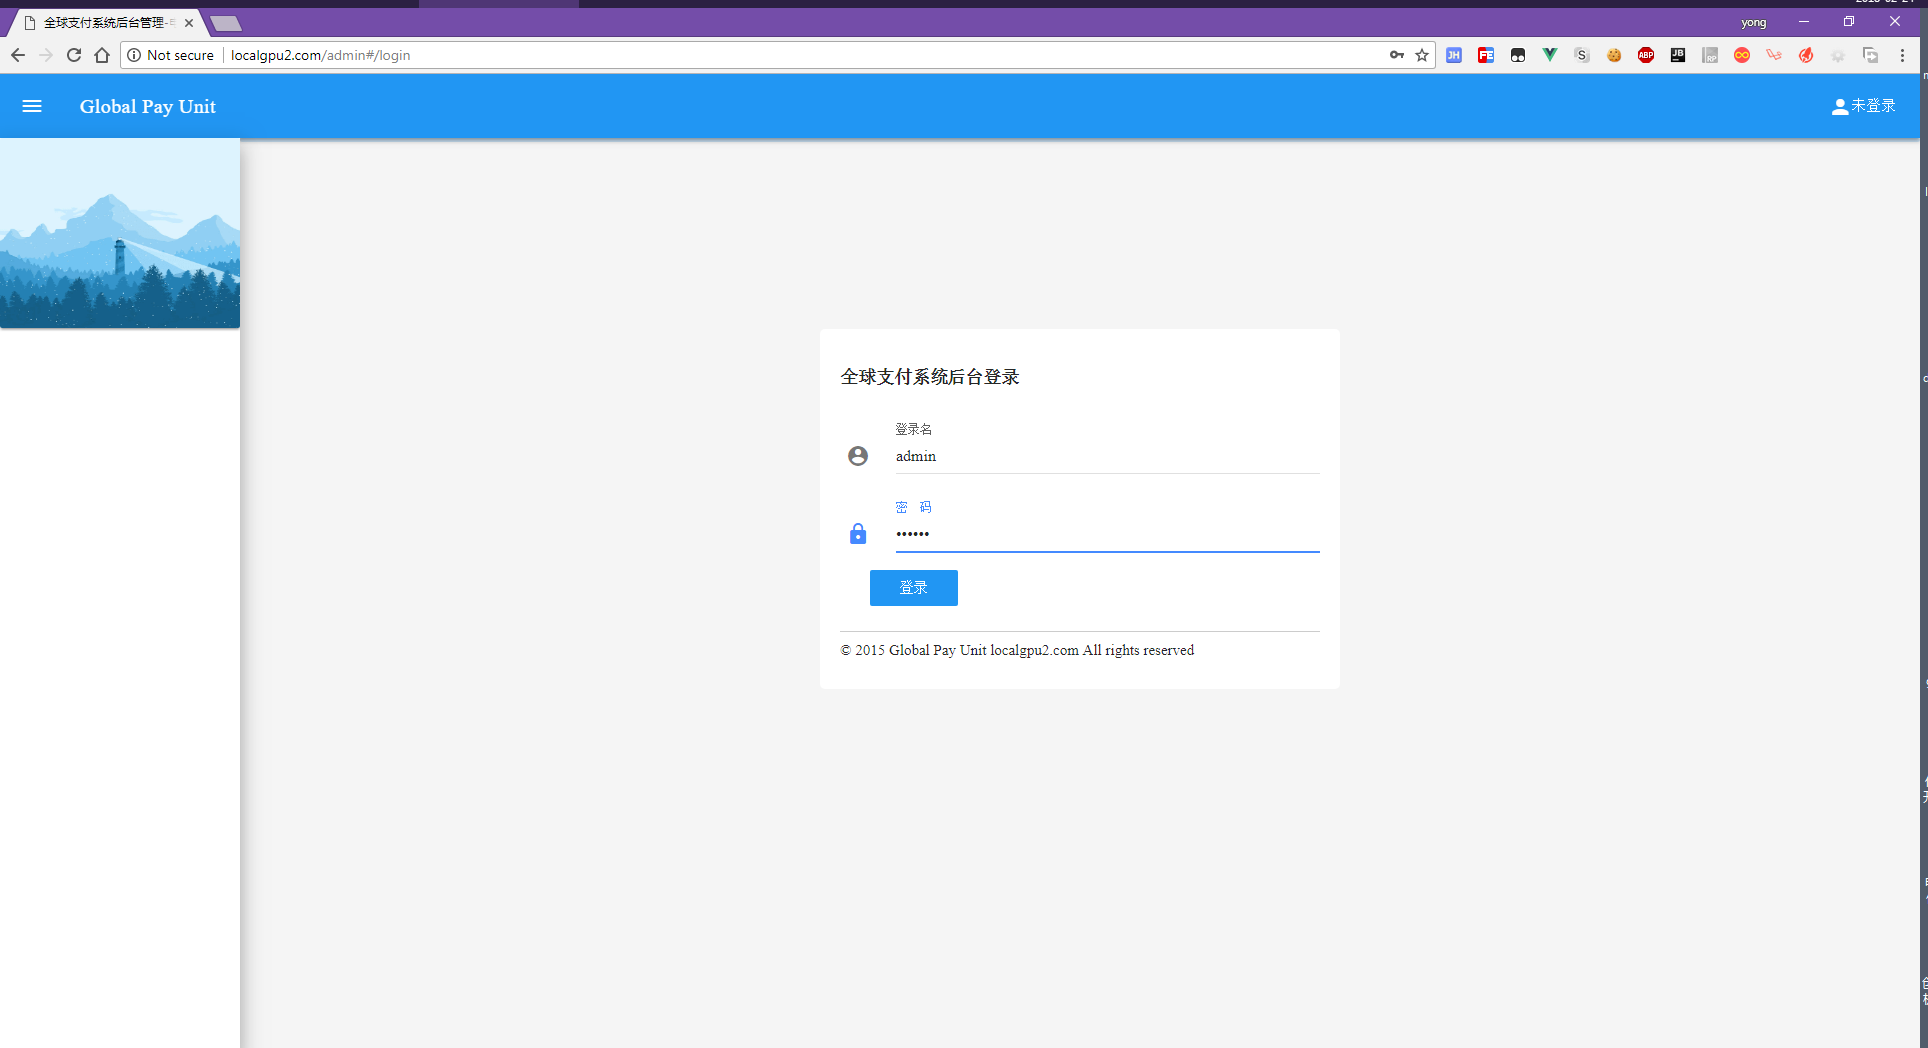 全球支付系统后台管理-
yong
Not secure
localgpu2.com/admin#/login
Global Pay Unit
未登录
全球支付系统后台登录
登录名
admin
密 码
••••••
登录
© 2015 Global Pay Unit localgpu2.com All rights reserved